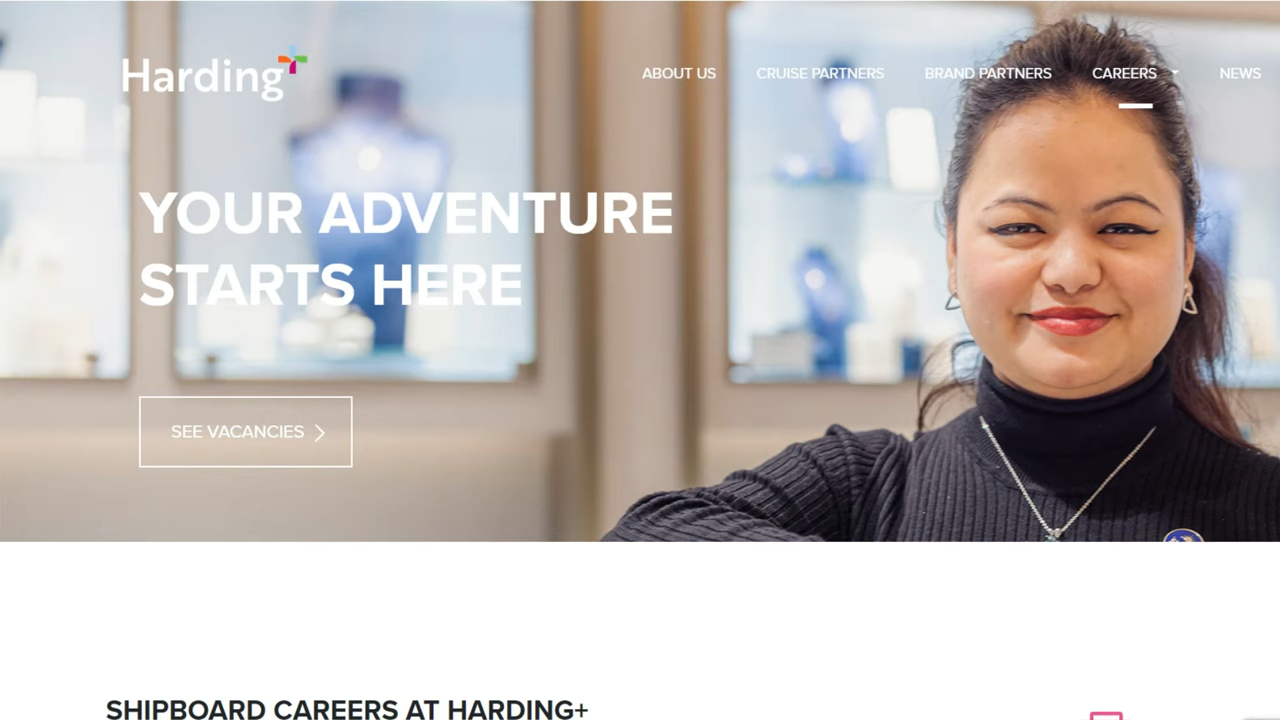 Harding+
ABOUT US
CRUISE PARTNERS
BRAND PARTNERS
CAREERS
NEWS
YOUR ADVENTURE
STARTS HERE
SEE VACANCIES
SHIPBOARD CAREERS AT HARDING+